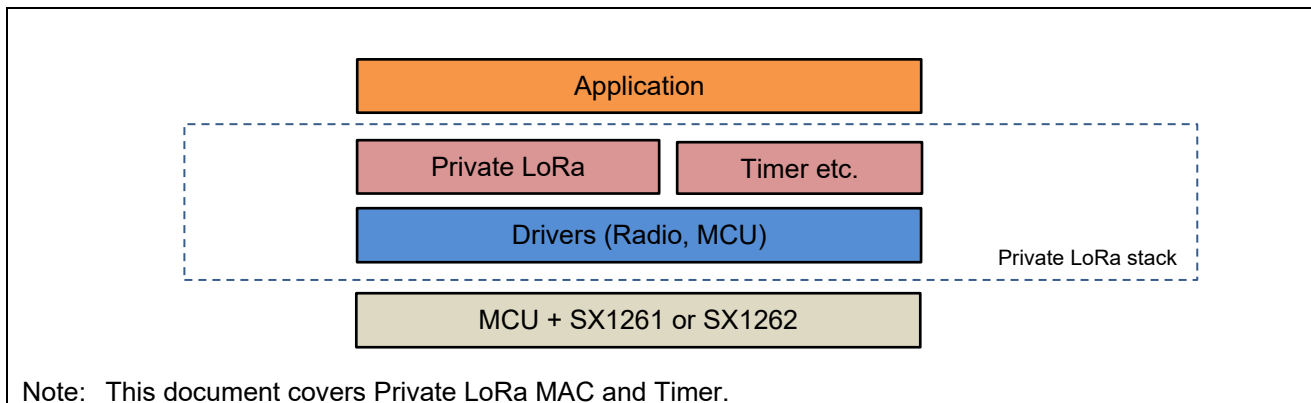 Application
Private LoRa
Timer etc.
Drivers (Radio, MCU)
Private LoRa stack
MCU + SX1261 or SX1262
Note: This document covers Private LoRa MAC and Timer.